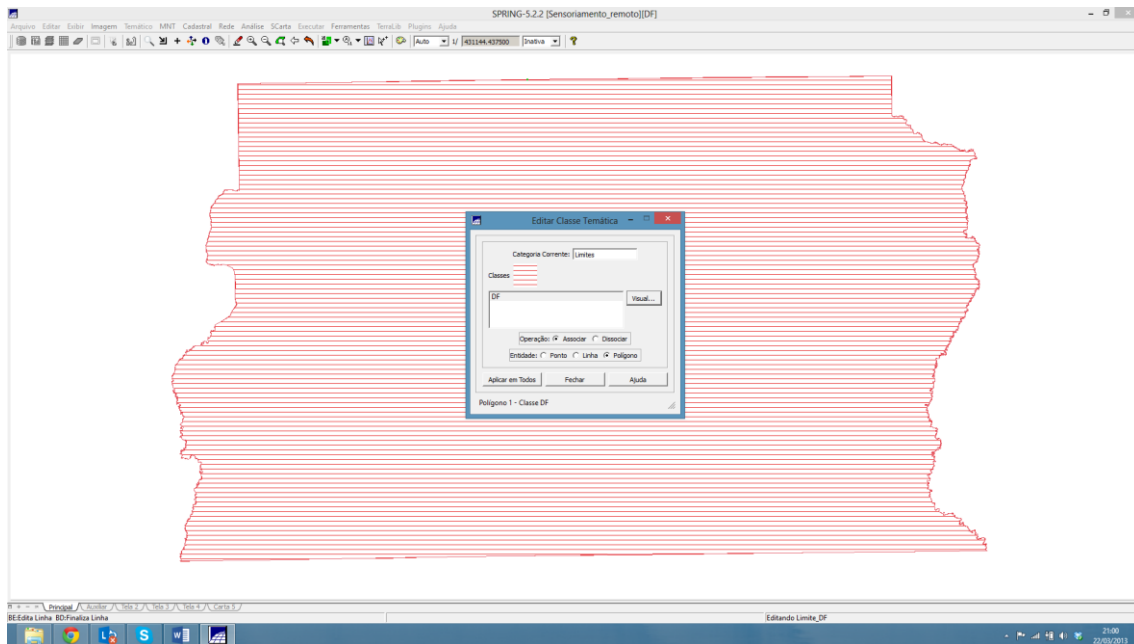 SPRING-5.2.2 [Sensoriamento_remoto][DF]
Arquivo Editar Exibir Imagem Temático MNT Cadastral Rede Análise SCarta Executar Ferramentas TerraLib Plugins Ajuda
Auto 1/ 431144.437500 Inativa
Editar Classe Temática
Categoria Corrente: Limites
Classes
DF
Visual...
Operação: Associar Dissociar
Entidade: Ponto Linha Polígono
Aplicar em Todos Fechar Ajuda
Polígono 1 - Classe DF
Principal Auxiliar Tela 2 Tela 3 Tela 4 Carta 5
BE:Edita Linha BD:Finaliza Linha Editando Limite_DF
21:00
22/03/2013